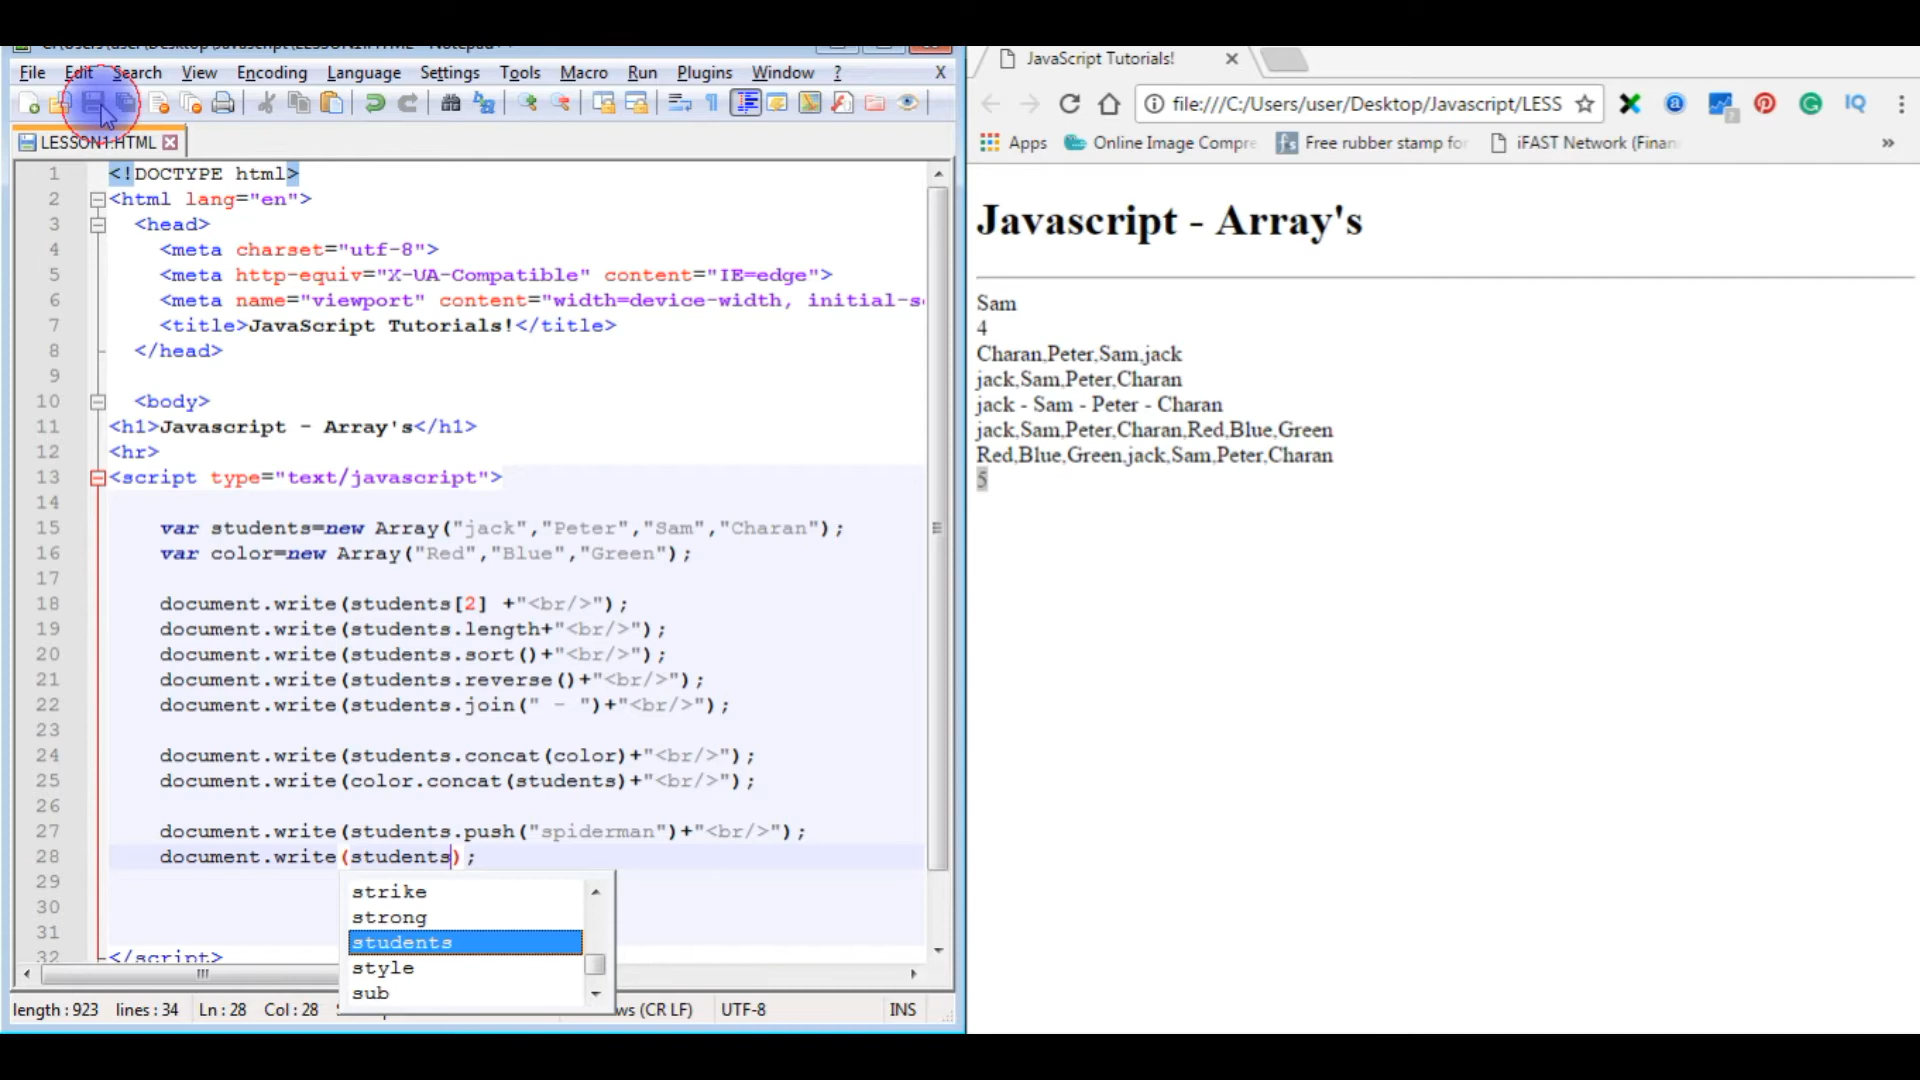 File Edit Search View Encoding Language Settings Tools Macro Run Plugins Window ? X
LESSON1.HTML
1 <!DOCTYPE html>
2 <html lang="en">
3 <head>
4 <meta charset="utf-8">
5 <meta http-equiv="X-UA-Compatible" content="IE=edge">
6 <meta name="viewport" content="width=device-width, initial-s
7 <title>JavaScript Tutorials!</title>
8 </head>
9
10 <body>
11 <h1>Javascript - Array's</h1>
12 <hr>
13 <script type="text/javascript">
14
15 var students=new Array("jack","Peter","Sam","Charan");
16 var color=new Array("Red","Blue","Green");
17
18 document.write(students[2] +"<br/>");
19 document.write(students.length+"<br/>");
20 document.write(students.sort()+"<br/>");
21 document.write(students.reverse()+"<br/>");
22 document.write(students.join(" - ")+"<br/>");
23
24 document.write(students.concat(color)+"<br/>");
25 document.write(color.concat(students)+"<br/>");
26
27 document.write(students.push("spiderman")+"<br/>");
28 document.write(students);
29
30
31
32 </script>
strike
strong
students
style
sub
length : 923 lines : 34 Ln : 28 Col : 28 ws (CR LF) UTF-8 INS
JavaScript Tutorials!
file:///C:/Users/user/Desktop/Javascript/LESS
IQ
Apps Online Image Compre Free rubber stamp for iFAST Network (Finan »
Javascript - Array's
Sam
4
Charan,Peter,Sam,jack
jack,Sam,Peter,Charan
jack - Sam - Peter - Charan
jack,Sam,Peter,Charan,Red,Blue,Green
Red,Blue,Green,jack,Sam,Peter,Charan
5